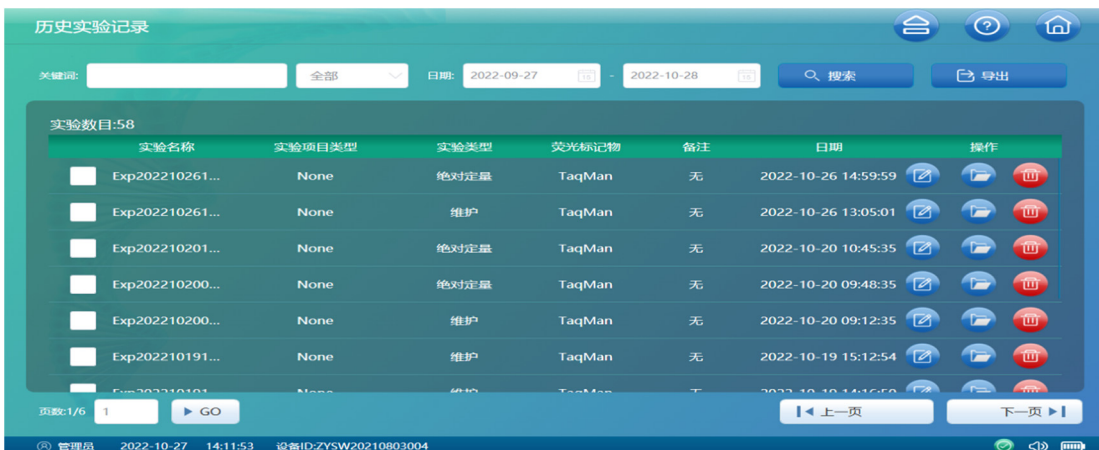 历史实验记录
关键词: 全部 日期: 2022-09-27 15 - 2022-10-28 15 搜索 导出
实验数目:58
实验名称 实验项目类型 实验类型 荧光标记物 备注 日期 操作
Exp202210261... None 绝对定量 TaqMan 无 2022-10-26 14:59:59
Exp202210261... None 维护 TaqMan 无 2022-10-26 13:05:01
Exp202210201... None 绝对定量 TaqMan 无 2022-10-20 10:45:35
Exp202210200... None 绝对定量 TaqMan 无 2022-10-20 09:48:35
Exp202210200... None 维护 TaqMan 无 2022-10-20 09:12:35
Exp202210191... None 维护 TaqMan 无 2022-10-19 15:12:54
页数:1/6 1 GO 上一页 下一页
管理员 2022-10-27 14:11:53 设备ID:ZYSW20210803004